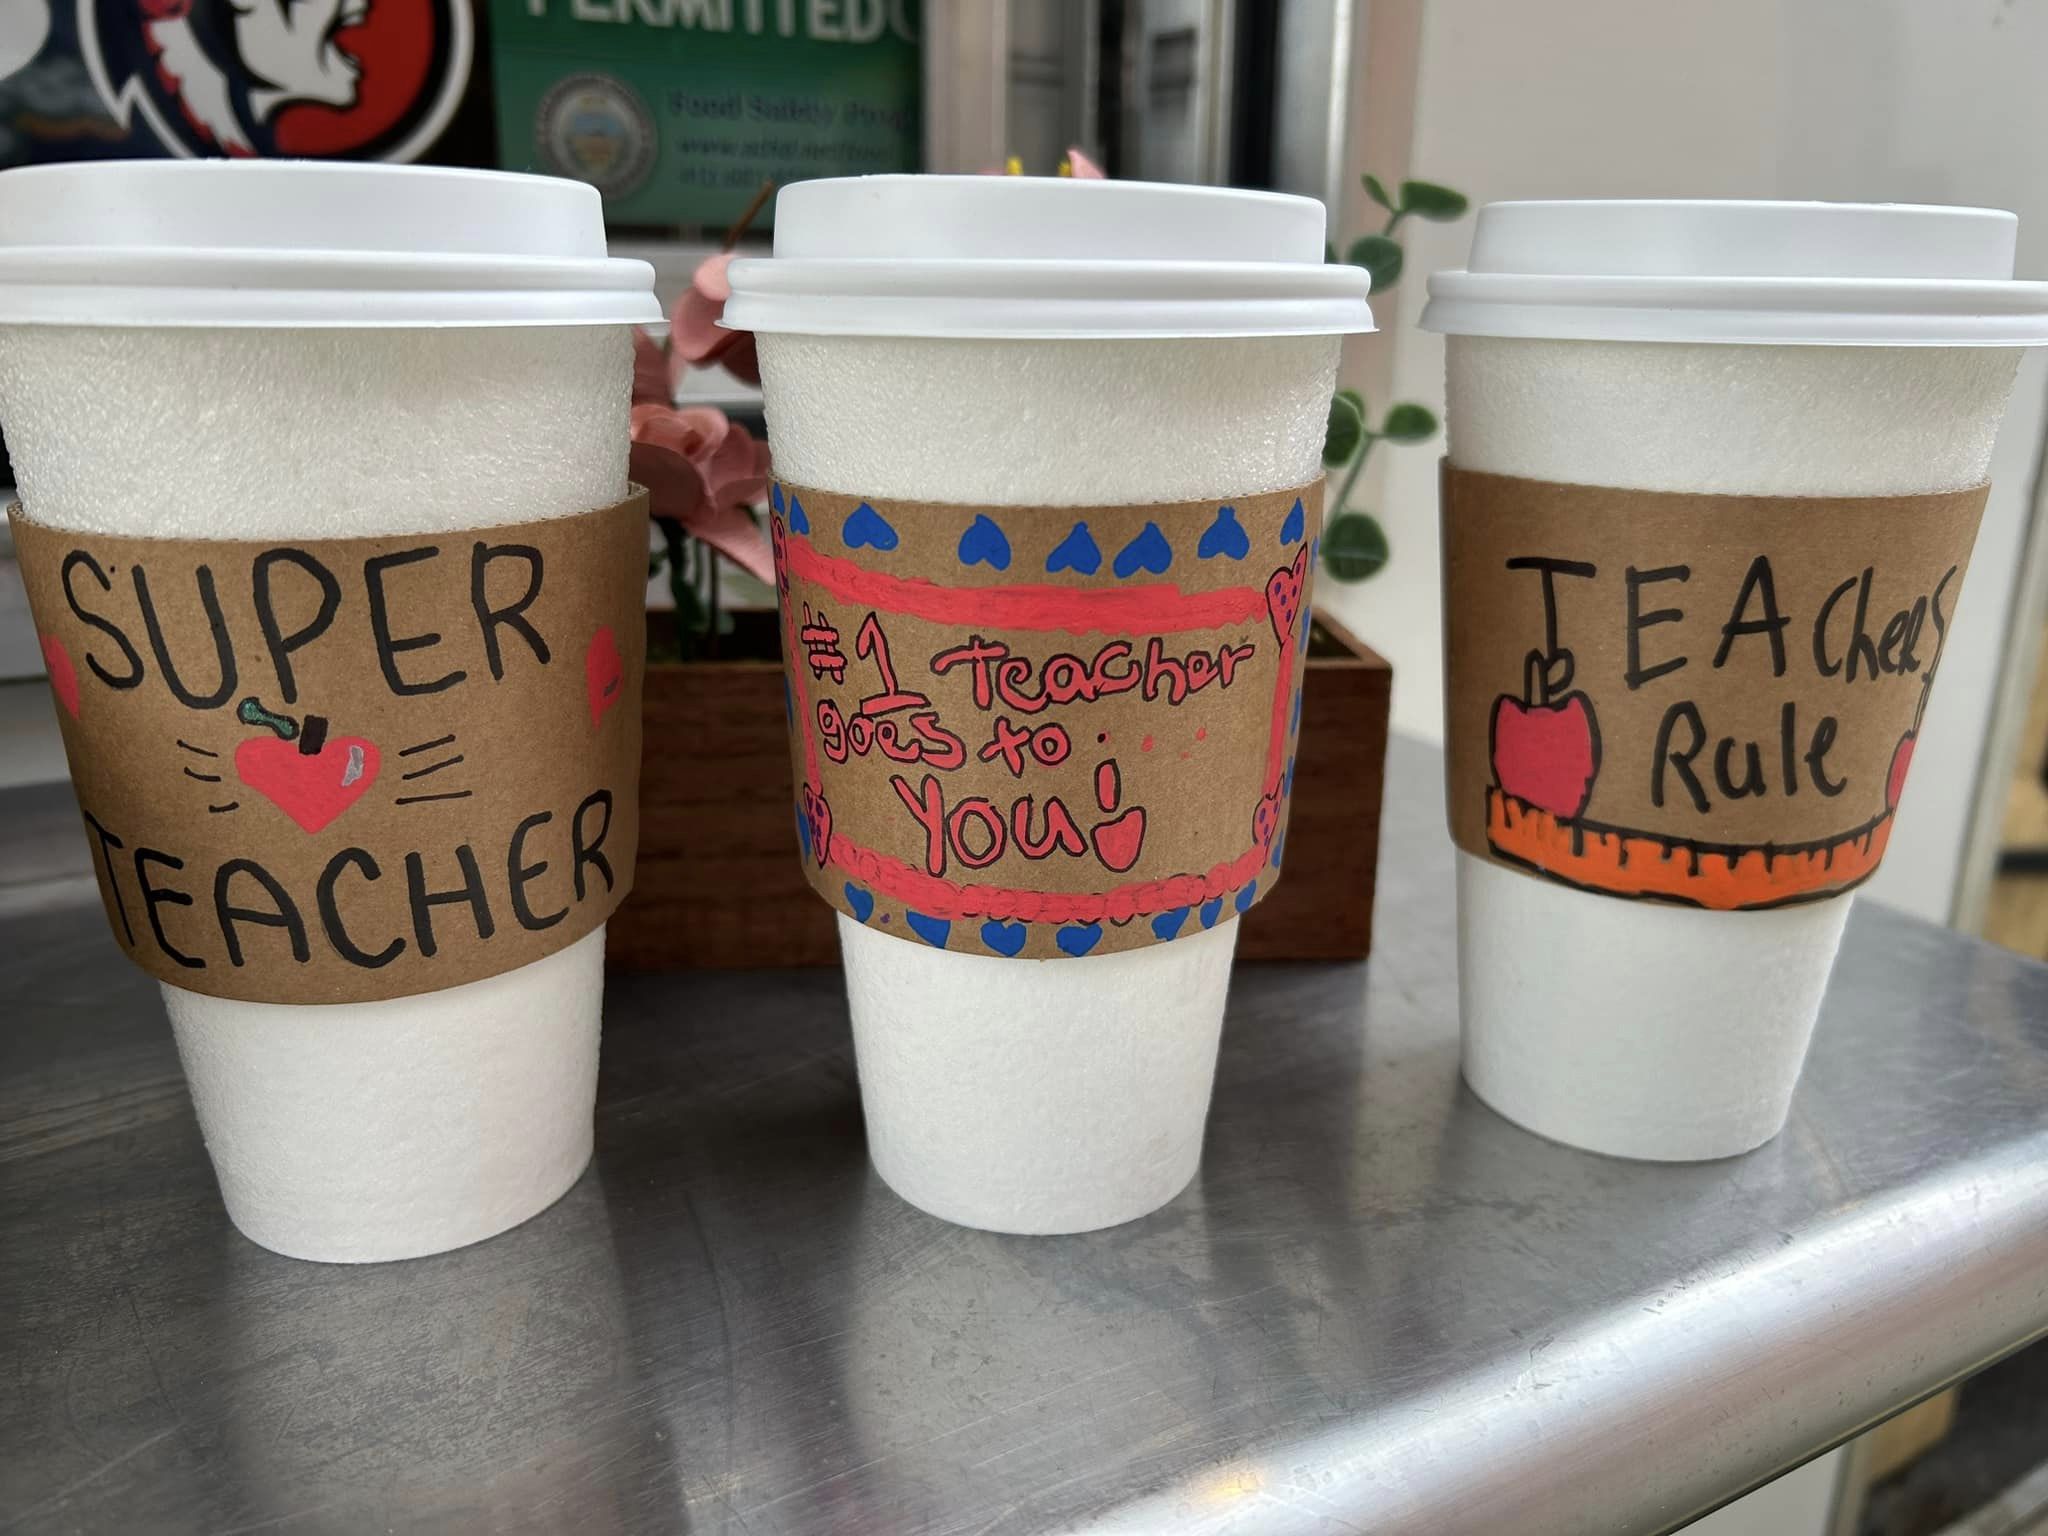 PERMITTED
Food Safety
SUPER
TEACHER
#1 Teacher
goes to
YOU!
TEACheRS
Rule